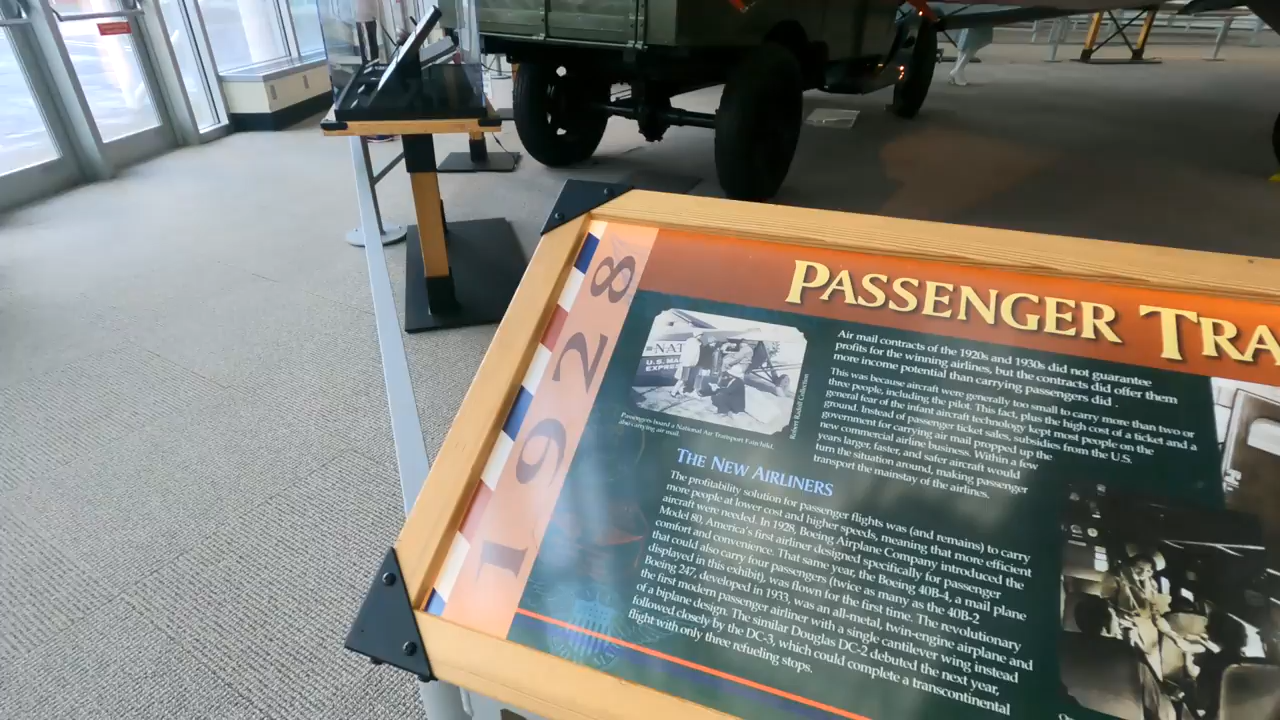 1928
PASSENGER TRA
NAT
U.S. MA
EXPRE
Passengers board a National Air Transport Fairchild,
also carrying air mail.
Robert Rudolf Collection
Air mail contracts of the 1920s and 1930s did not guarantee
profits for the winning airlines, but the contracts did offer them
more income potential than carrying passengers did .
This was because aircraft were generally too small to carry more than two or
three people, including the pilot. This fact, plus the high cost of a ticket and a
general fear of the infant aircraft technology kept most people on the
ground. Instead of passenger ticket sales, subsidies from the U.S.
government for carrying air mail propped up the
new commercial airline business. Within a few
years larger, faster, and safer aircraft would
turn the situation around, making passenger
transport the mainstay of the airlines.
THE NEW AIRLINERS
The profitability solution for passenger flights was (and remains) to carry
more people at lower cost and higher speeds, meaning that more efficient
aircraft were needed. In 1928, Boeing Airplane Company introduced the
Model 80, America's first airliner designed specifically for passenger
comfort and convenience. That same year, the Boeing 40B-4, a mail plane
that could also carry four passengers (twice as many as the 40B-2
displayed in this exhibit), was flown for the first time. The revolutionary
Boeing 247, developed in 1933, was an all-metal, twin-engine airplane and
the first modern passenger airliner with a single cantilever wing instead
of a biplane design. The similar Douglas DC-2 debuted the next year,
followed closely by the DC-3, which could complete a transcontinental
flight with only three refueling stops.